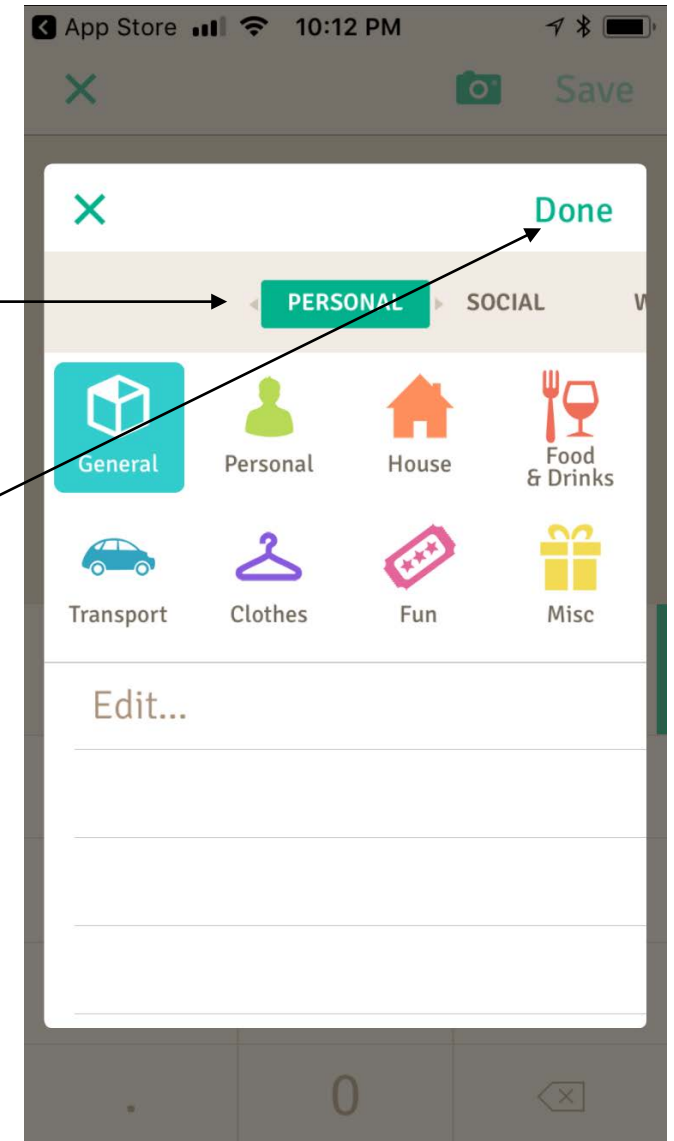 App Store 10:12 PM
Save
Done
PERSONAL SOCIAL
General Personal House Food & Drinks
Transport Clothes Fun Misc
Edit...
. 0